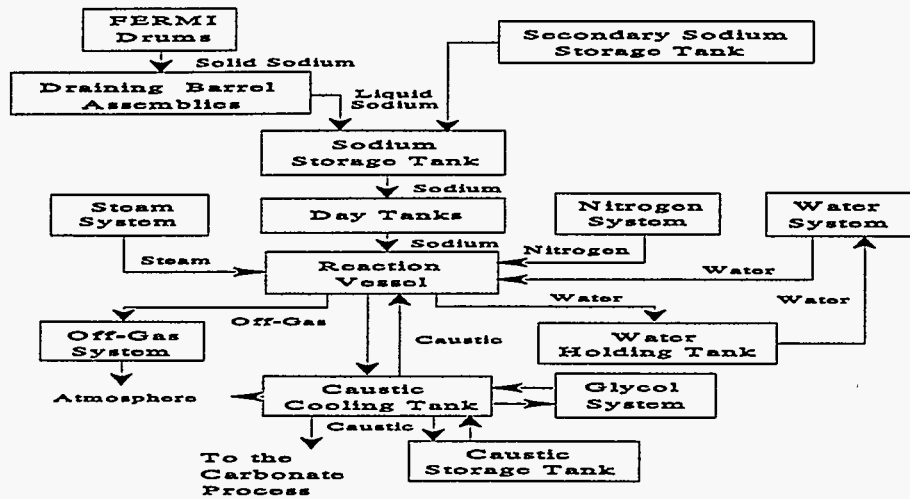 FERMI
Drums
Secondary Sodium
Storage Tank
Solid Sodium
Draining Barrel
Assemblies
Liquid
Sodium
Sodium
Storage Tank
Sodium
Steam
System
Day Tanks
Nitrogen
System
Water
System
Sodium
Nitrogen
Steam
Reaction
Vessel
Water
Water
Water
Off-Gas
Off-Gas
System
Caustic
Water
Holding Tank
Atmosphere
Caustic
Cooling Tank
Glycol
System
Caustic
To the
Carbonate
Process
Caustic
Storage Tank